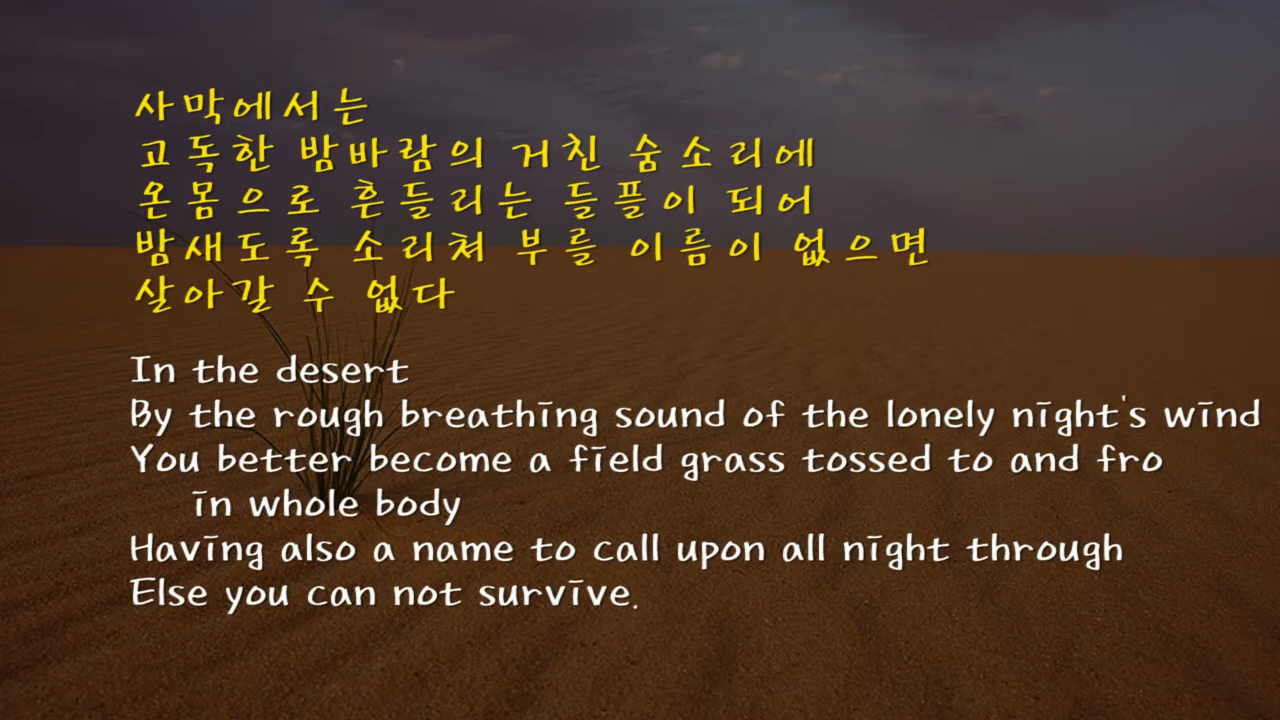 사막에서는
고독한 밤바람의 거친 숨소리에
온몸으로 흔들리는 들플이 되어
밤새도록 소리쳐 부를 이름이 없으면
살아갈 수 없다
In the desert
By the rough breathing sound of the lonely night's wind
You better become a field grass tossed to and fro
in whole body
Having also a name to call upon all night through
Else you can not survive.